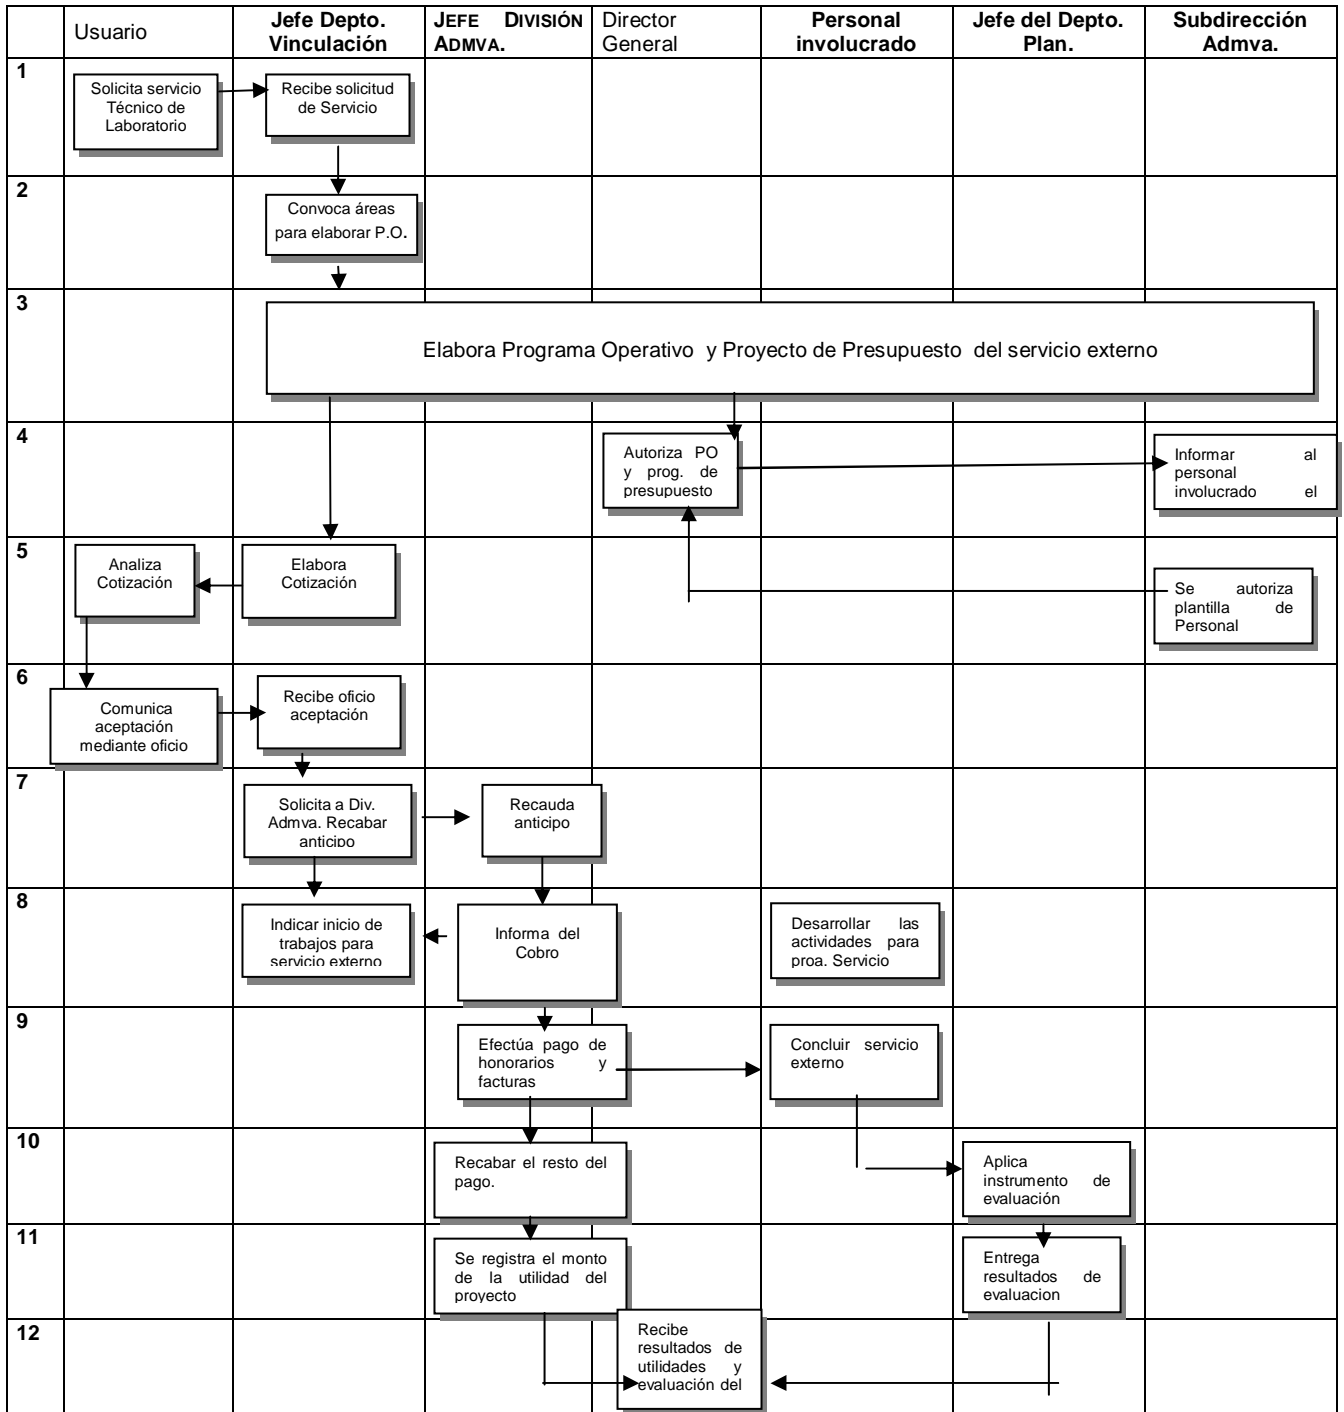 Usuario
Jefe Depto.
Vinculación
JEFE DIVISIÓN
ADMVA.
Director
General
Personal
involucrado
Jefe del Depto.
Plan.
Subdirección
Admva.
1
Solicita servicio
Técnico de
Laboratorio
Recibe solicitud
de Servicio
2
Convoca áreas
para elaborar P.O.
3
Elabora Programa Operativo y Proyecto de Presupuesto del servicio externo
4
Autoriza PO
y prog. de
presupuesto
Informar al
personal
involucrado el
5
Analiza
Cotización
Elabora
Cotización
Se autoriza
plantilla de
Personal
6
Comunica
aceptación
mediante oficio
Recibe oficio
aceptación
7
Solicita a Div.
Admva. Recabar
anticipo
Recauda
anticipo
8
Indicar inicio de
trabajos para
servicio externo
Informa del
Cobro
Desarrollar las
actividades para
proa. Servicio
9
Efectúa pago de
honorarios y
facturas
Concluir servicio
externo
10
Recabar el resto del
pago.
Aplica
instrumento de
evaluación
11
Se registra el monto
de la utilidad del
proyecto
Entrega
resultados de
evaluacion
12
Recibe
resultados de
utilidades y
evaluación del